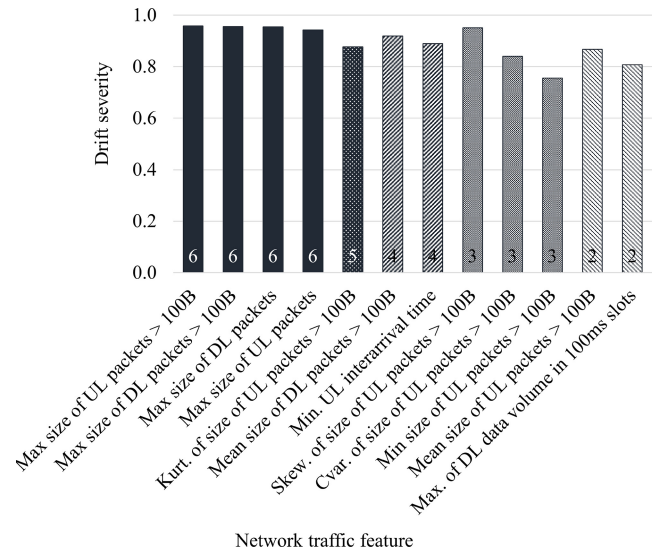 1.0
0.8
0.6
0.4
0.2
0.0
Drift severity
6
6
6
6
5
4
4
3
3
3
2
2
Max size of UL packets > 100B
Max size of DL packets > 100B
Max size of DL packets
Max size of UL packets
Kurt. of size of UL packets > 100B
Mean size of DL packets > 100B
Min. UL interarrival time
Skew. of size of UL packets > 100B
Cvar. of size of UL packets > 100B
Min size of UL packets > 100B
Mean size of UL packets > 100B
Max. of DL data volume in 100ms slots
Network traffic feature